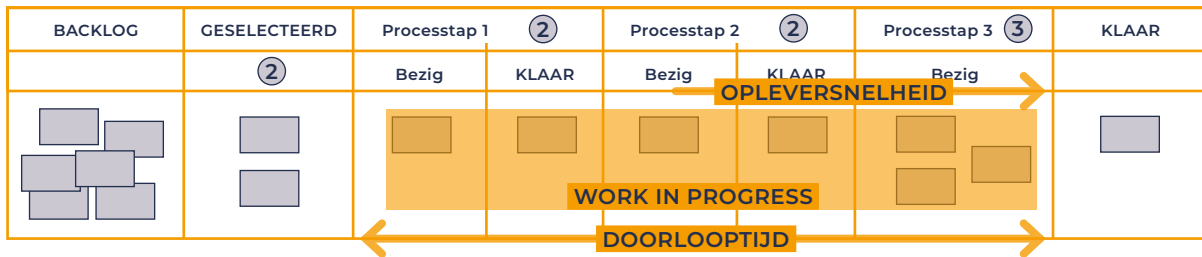 BACKLOG GESELECTEERD Processtap 1 2 Processtap 2 2 Processtap 3 3 KLAAR
2 Bezig KLAAR Bezig KLAAR Bezig
OPLEVERSNELHEID
WORK IN PROGRESS
DOORLOOPTIJD